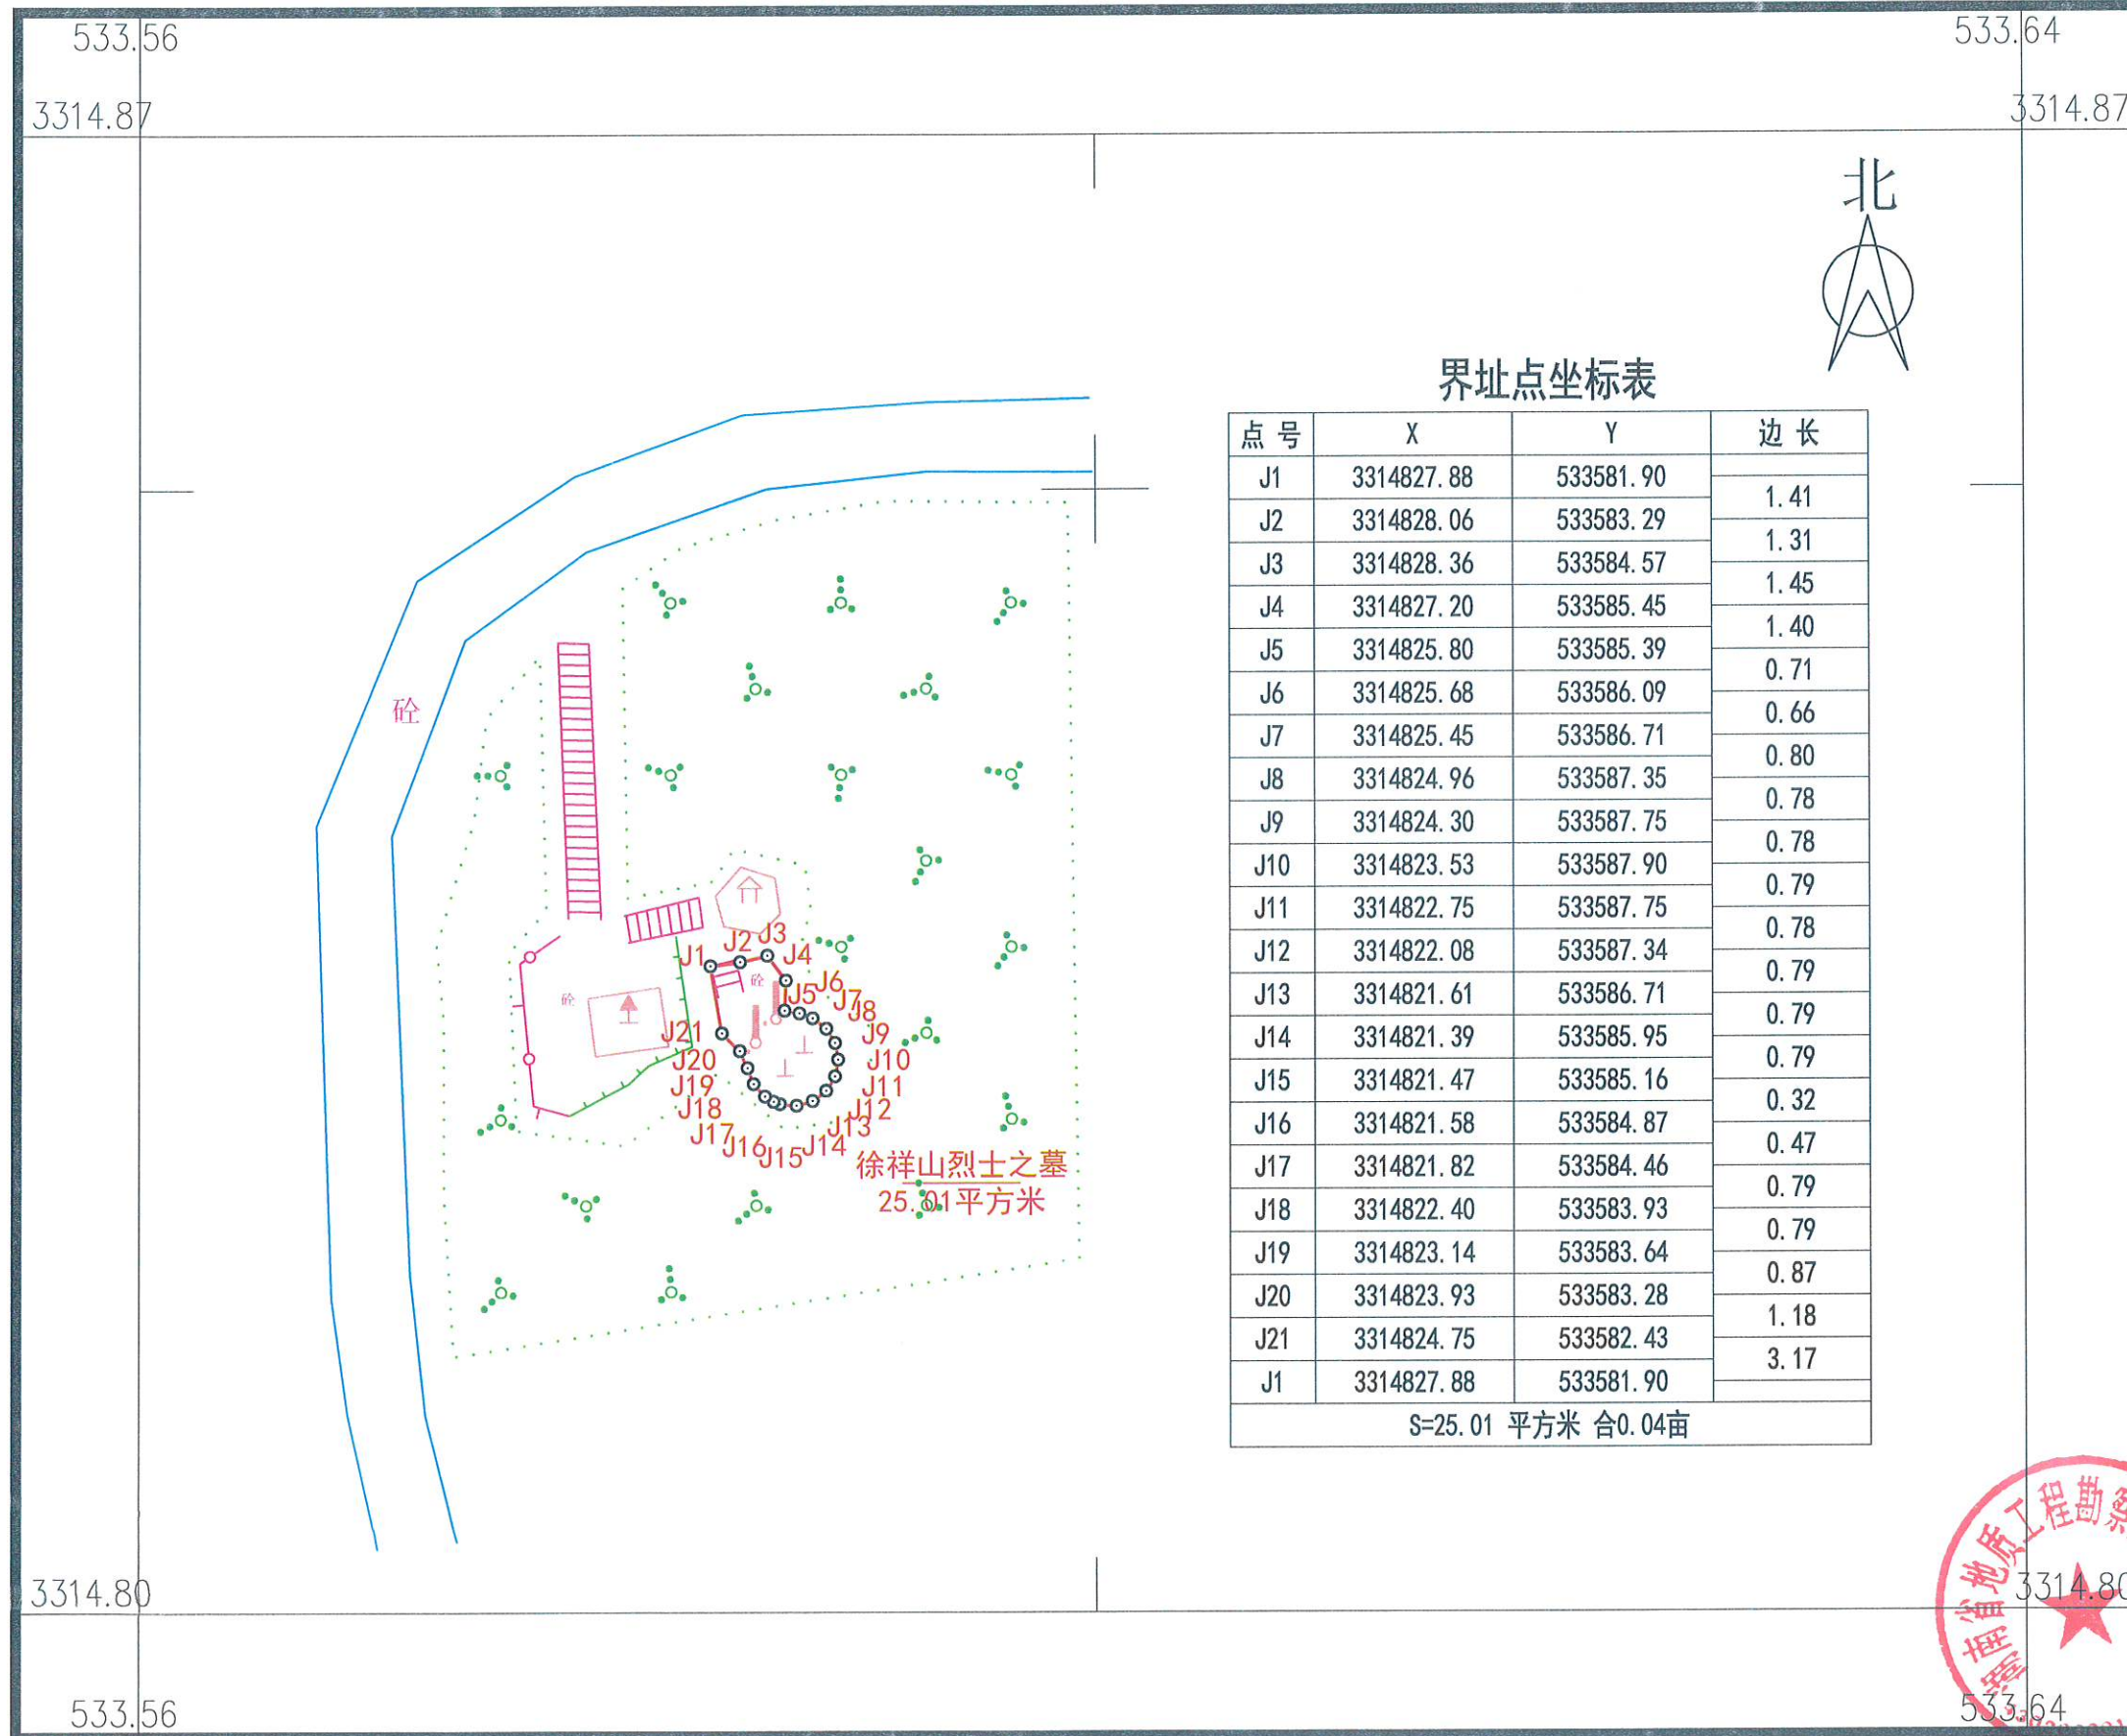 533.56
533.64
3314.87
3314.87
北
界址点坐标表
点号 X Y 边长
J1 3314827.88 533581.90
1.41
J2 3314828.06 533583.29
1.31
J3 3314828.36 533584.57
1.45
J4 3314827.20 533585.45
1.40
J5 3314825.80 533585.39
0.71
J6 3314825.68 533586.09
0.66
J7 3314825.45 533586.71
0.80
J8 3314824.96 533587.35
0.78
J9 3314824.30 533587.75
0.78
J10 3314823.53 533587.90
0.79
J11 3314822.75 533587.75
0.78
J12 3314822.08 533587.34
0.79
J13 3314821.61 533586.71
0.79
J14 3314821.39 533585.95
0.79
J15 3314821.47 533585.16
0.32
J16 3314821.58 533584.87
0.47
J17 3314821.82 533584.46
0.79
J18 3314822.40 533583.93
0.79
J19 3314823.14 533583.64
0.87
J20 3314823.93 533583.28
1.18
J21 3314824.75 533582.43
3.17
J1 3314827.88 533581.90
S=25.01 平方米 合0.04亩
砼
砼
砼
J1
J2
J3
J4
J5
J6
J7
J8
J9
J10
J11
J12
J13
J14
J15
J16
J17
J18
J19
J20
J21
徐祥山烈士之墓
25.01平方米
3314.80
3314.80
省地质工程勘察
533.56
533.64